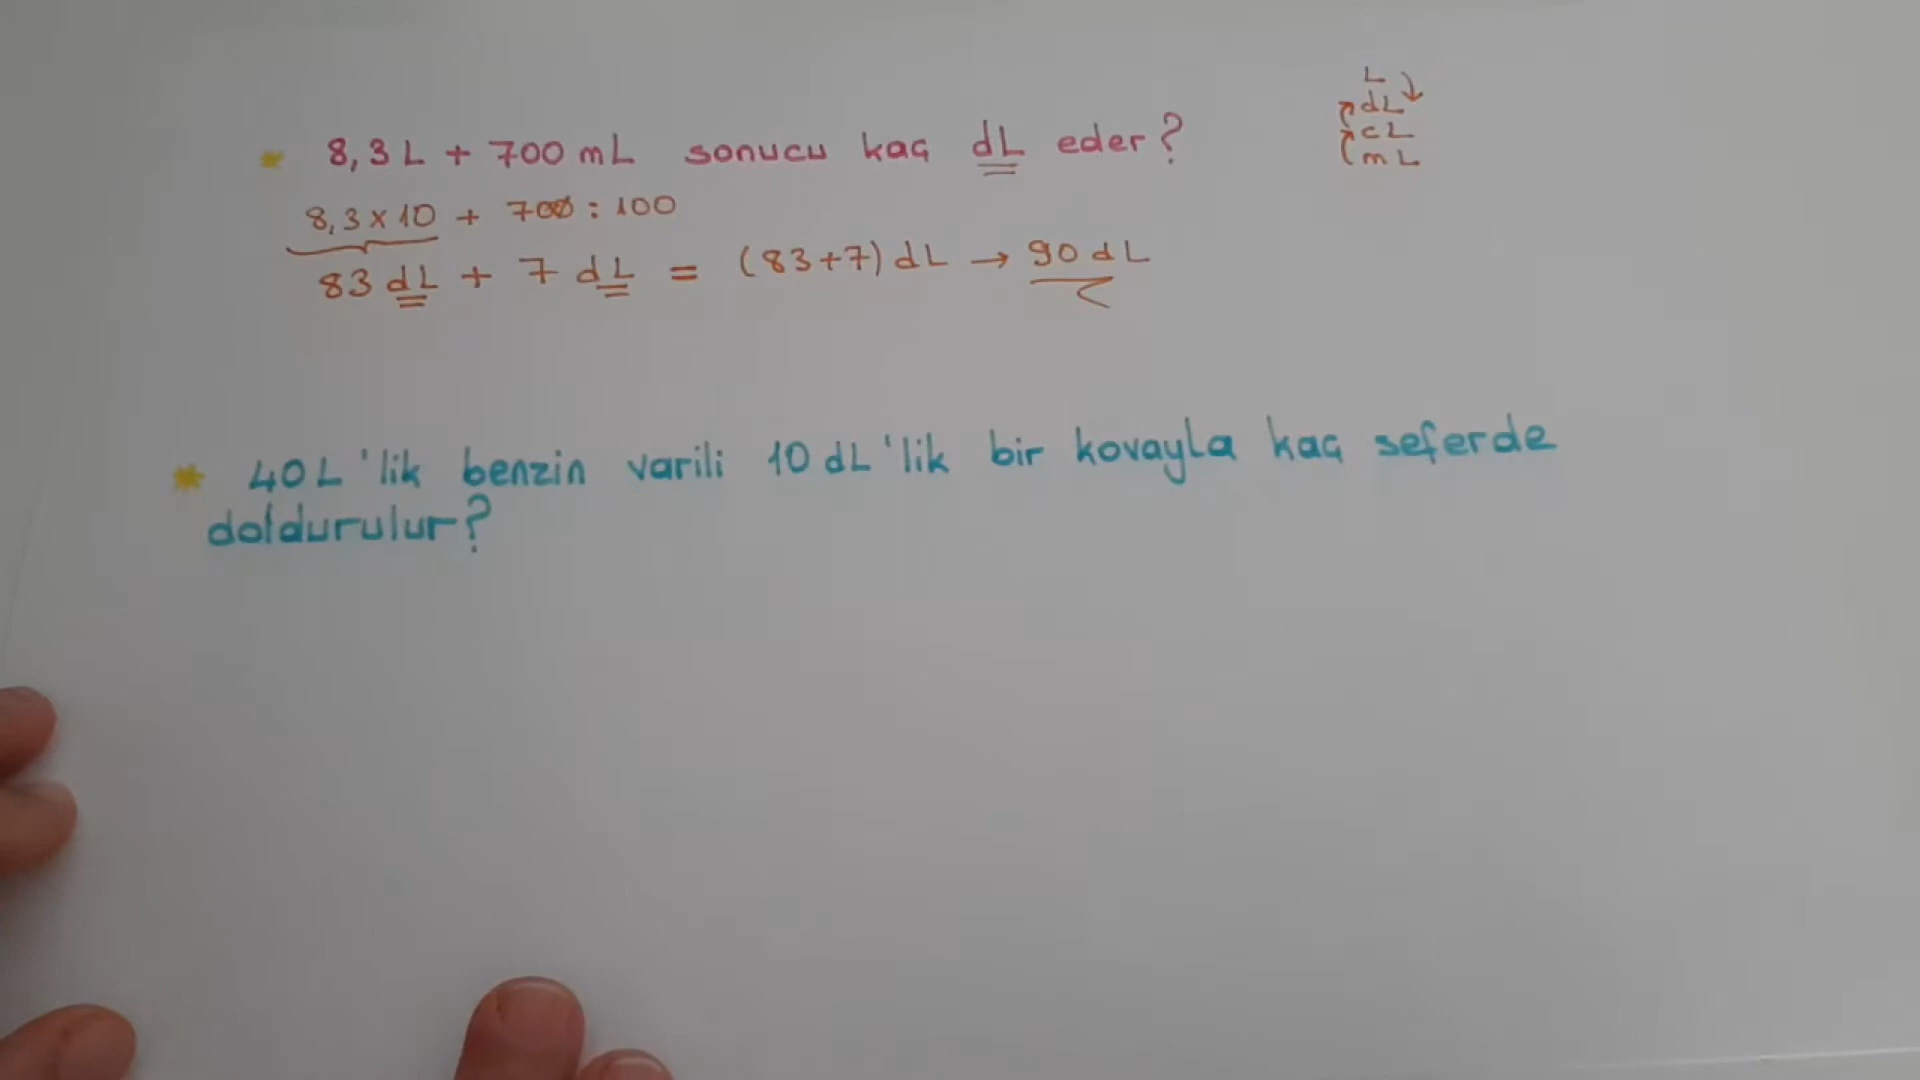 * 8,3 L + 700 mL sonucu kaç dL eder?
L
dL
cL
mL
8,3 x 10 + 700 : 100
83 dL + 7 dL = (83+7) dL → 90 dL
* 40 L 'lik benzin varili 10 dL 'lik bir kovayla kaç seferde
doldurulur?